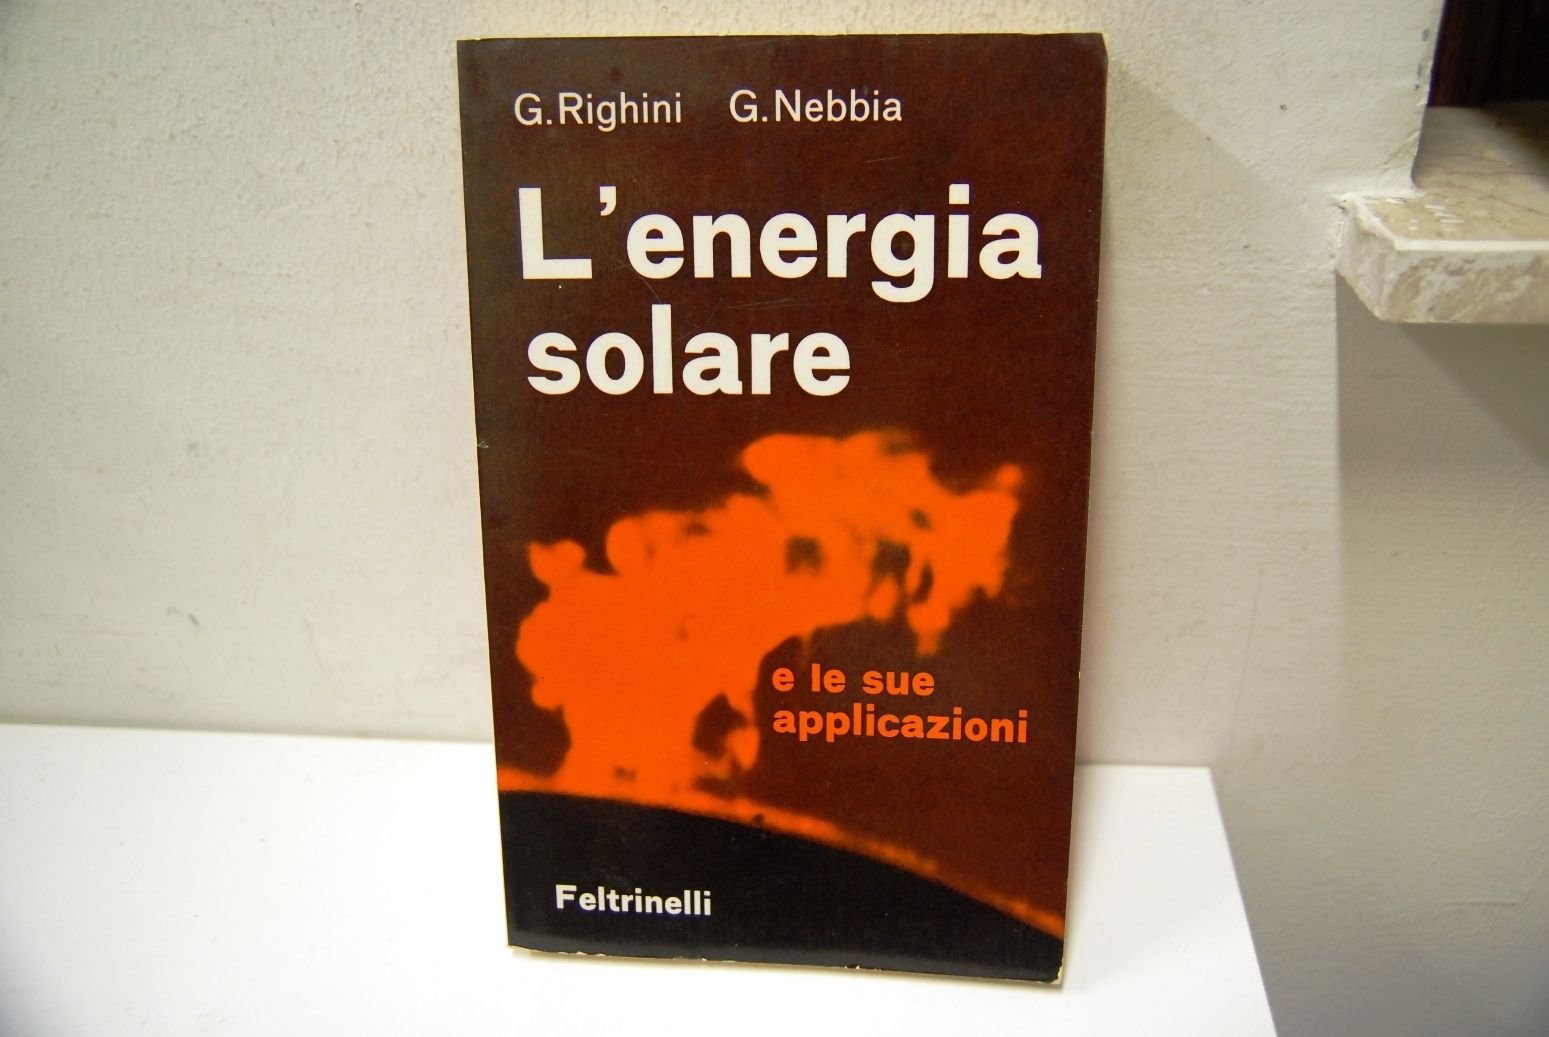 G.Righini G.Nebbia
L'energia
solare
e le sue
applicazioni
Feltrinelli